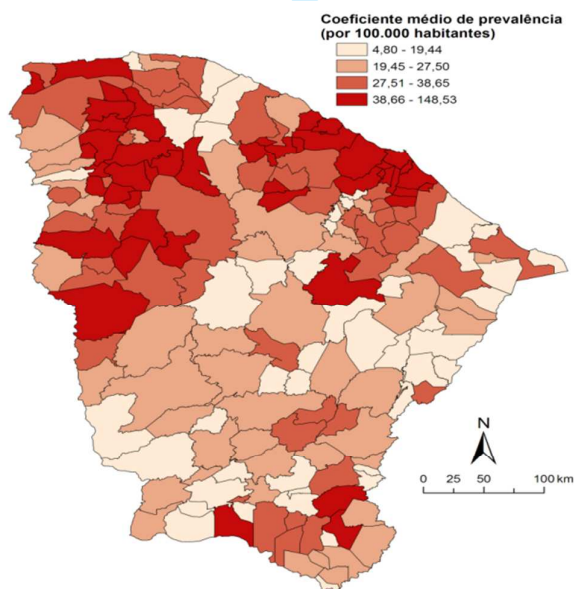 Coeficiente médio de prevalência
(por 100.000 habitantes)
4,80 - 19,44
19,45 - 27,50
27,51 - 38,65
38,66 - 148,53
N
0 25 50 100 km